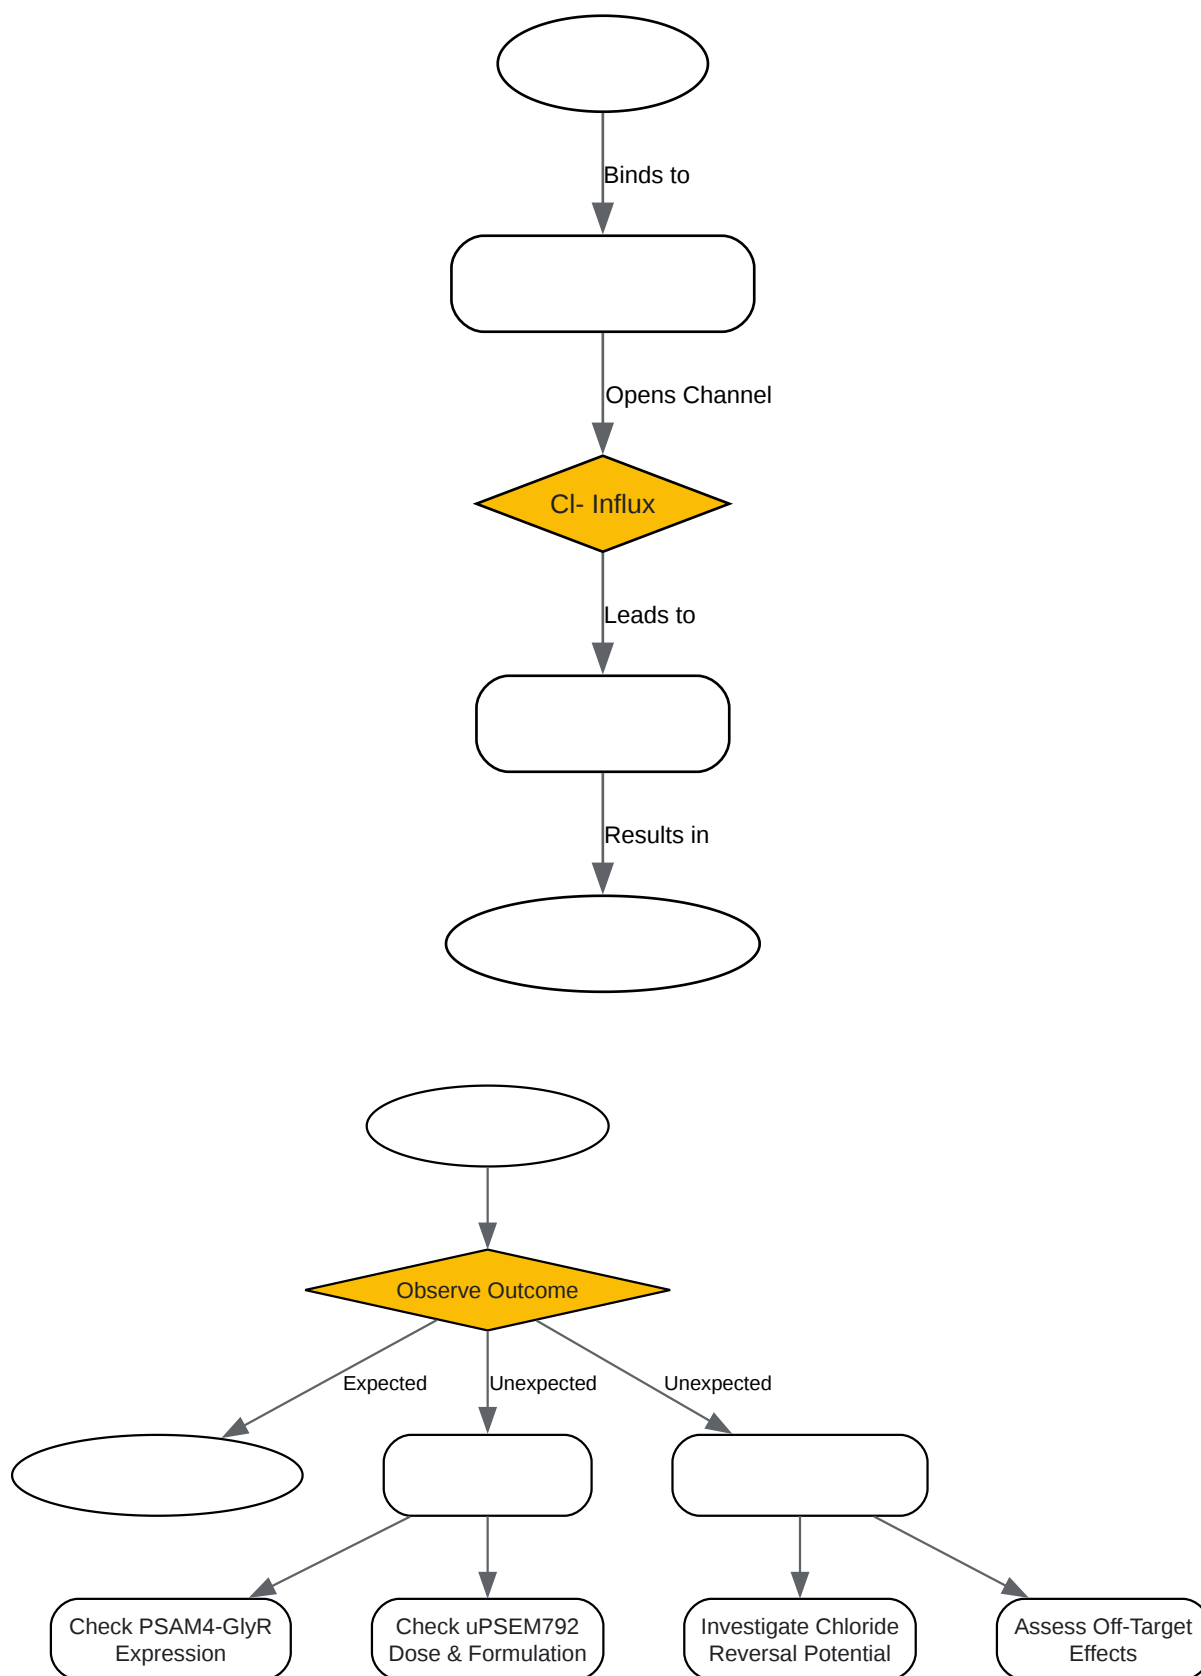 Binds to
Opens Channel
Cl- Influx
Leads to
Results in
Observe Outcome
Expected
Unexpected
Unexpected
Check PSAM4-GlyR
Expression
Check uPSEM792
Dose & Formulation
Investigate Chloride
Reversal Potential
Assess Off-Target
Effects